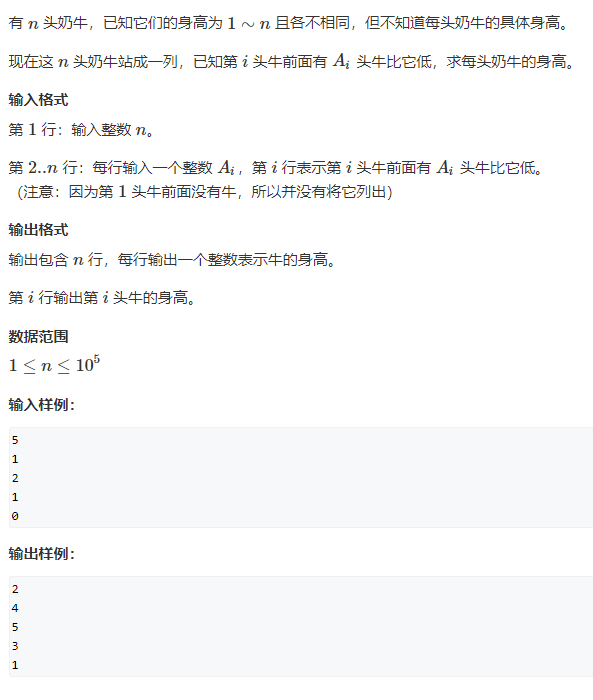 有 n 头奶牛，已知它们的身高为 1 ∼ n 且各不相同，但不知道每头奶牛的具体身高。
现在这 n 头奶牛站成一列，已知第 i 头牛前面有 Aᵢ 头牛比它低，求每头奶牛的身高。
输入格式
第 1 行：输入整数 n。
第 2..n 行：每行输入一个整数 Aᵢ，第 i 行表示第 i 头牛前面有 Aᵢ 头牛比它低。
（注意：因为第 1 头牛前面没有牛，所以并没有将它列出）
输出格式
输出包含 n 行，每行输出一个整数表示牛的身高。
第 i 行输出第 i 头牛的身高。
数据范围
1 ≤ n ≤ 10⁵
输入样例：
5
1
2
1
0
输出样例：
2
4
5
3
1